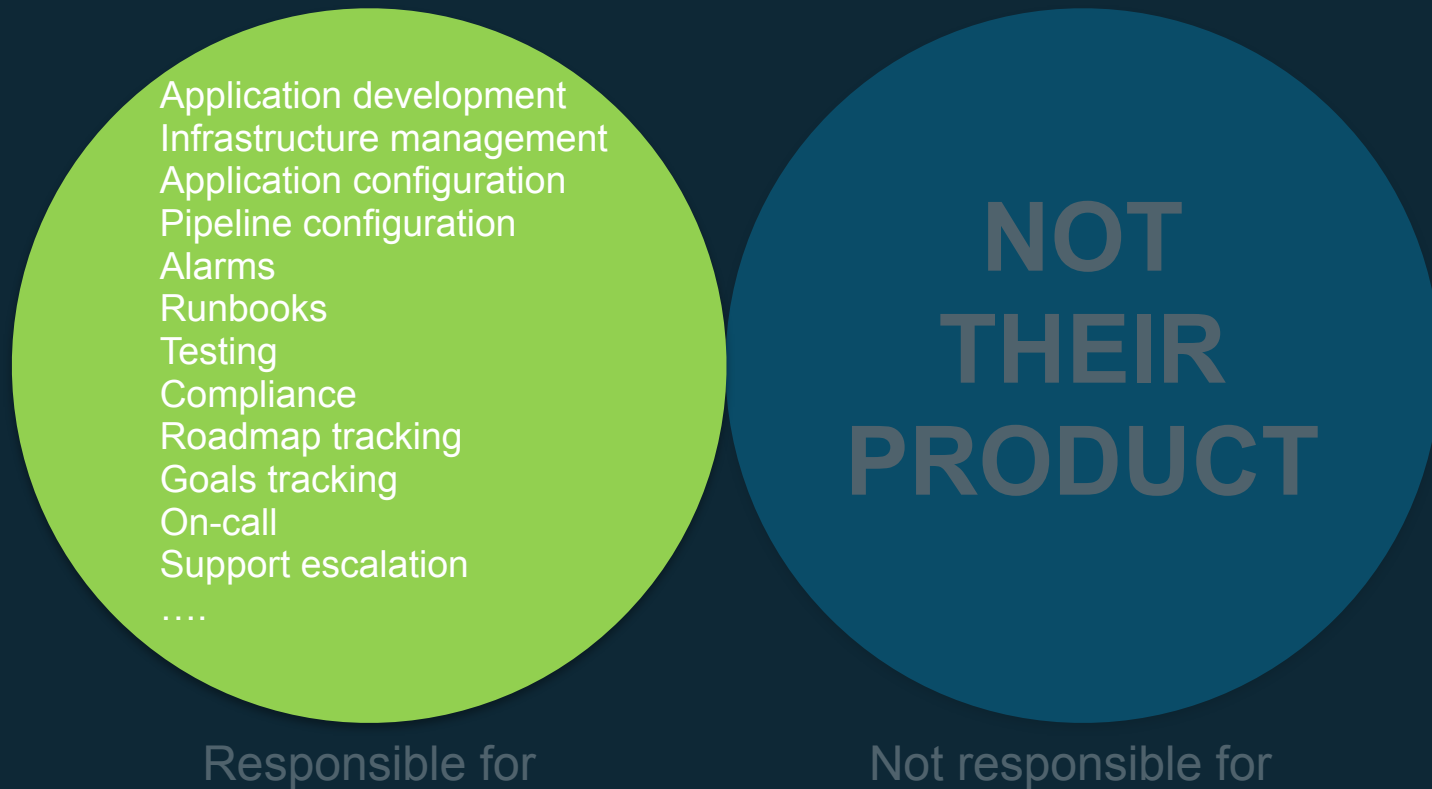 Application development
Infrastructure management
Application configuration
Pipeline configuration
Alarms
Runbooks
Testing
Compliance
Roadmap tracking
Goals tracking
On-call
Support escalation
….
NOT
THEIR
PRODUCT
Responsible for
Not responsible for